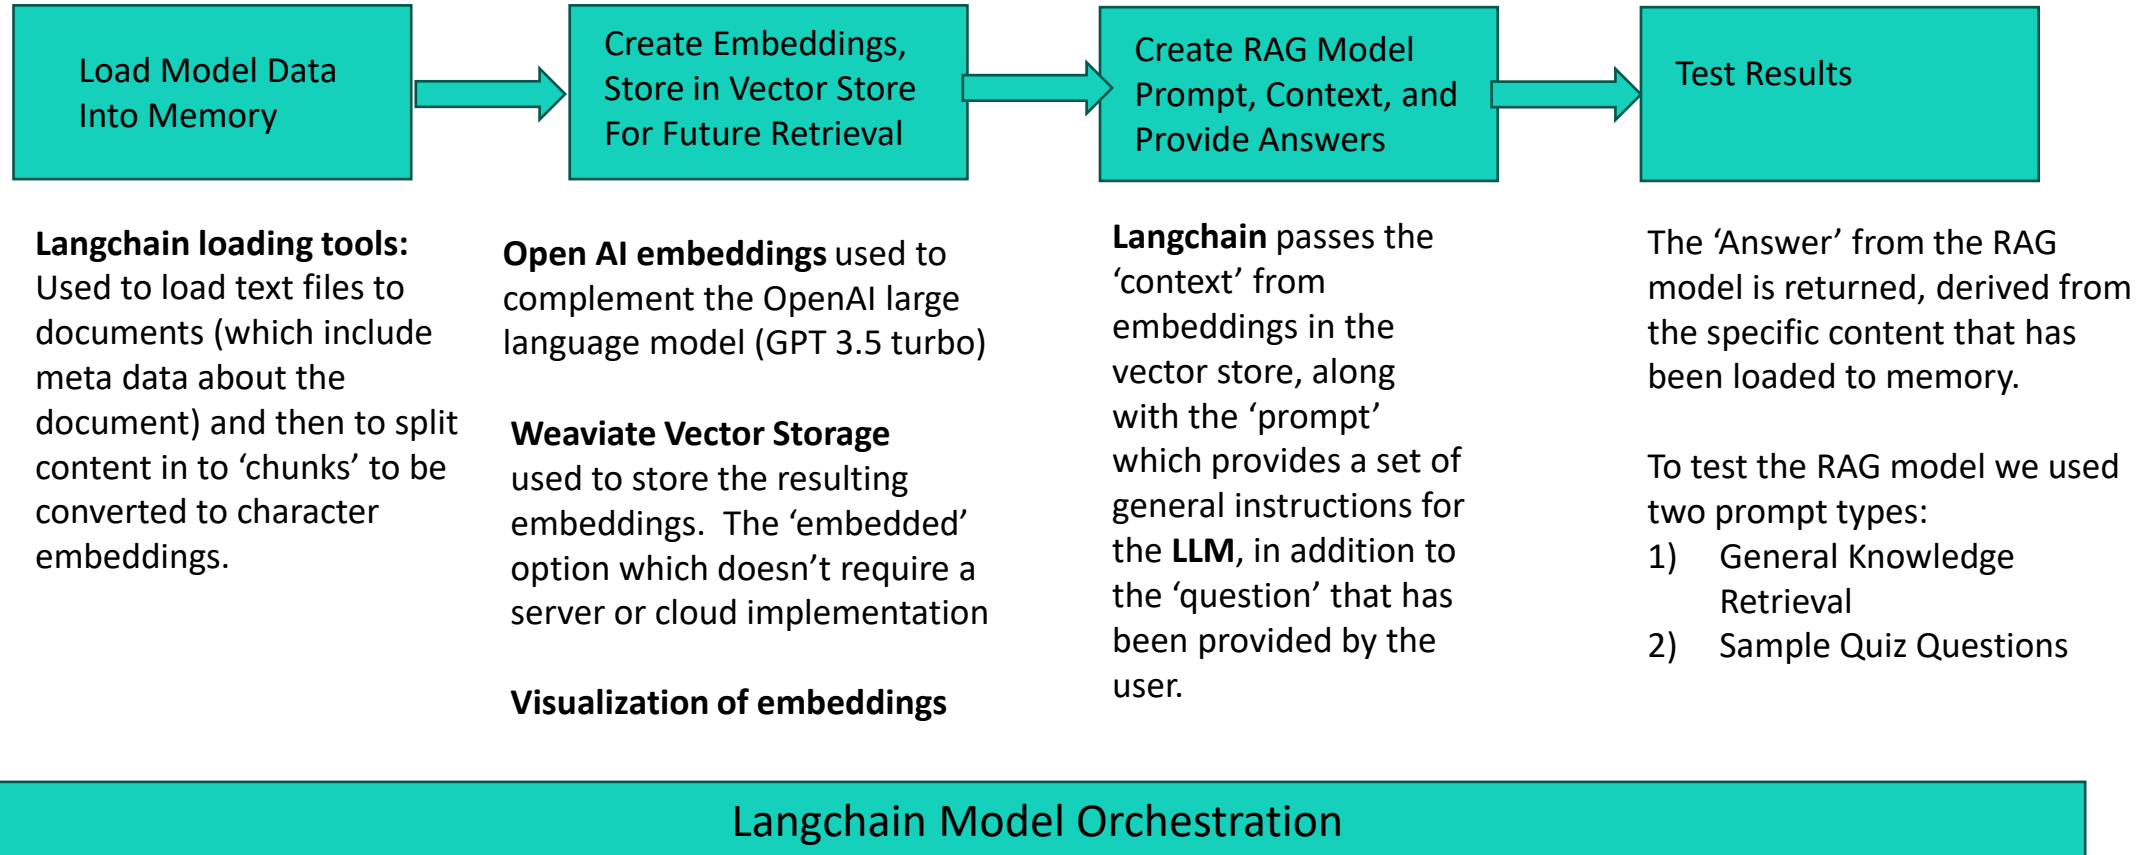 Load Model Data
Into Memory
Create Embeddings,
Store in Vector Store
For Future Retrieval
Create RAG Model
Prompt, Context, and
Provide Answers
Test Results
Langchain loading tools:
Used to load text files to
documents (which include
meta data about the
document) and then to split
content in to ‘chunks’ to be
converted to character
embeddings.
Open AI embeddings used to
complement the OpenAI large
language model (GPT 3.5 turbo)
Weaviate Vector Storage
used to store the resulting
embeddings.  The ‘embedded’
option which doesn’t require a
server or cloud implementation
Visualization of embeddings
Langchain passes the
‘context’ from
embeddings in the
vector store, along
with the ‘prompt’
which provides a set of
general instructions for
the LLM, in addition to
the ‘question’ that has
been provided by the
user.
The ‘Answer’ from the RAG
model is returned, derived from
the specific content that has
been loaded to memory.
To test the RAG model we used
two prompt types:
1) General Knowledge
Retrieval
2) Sample Quiz Questions
Langchain Model Orchestration